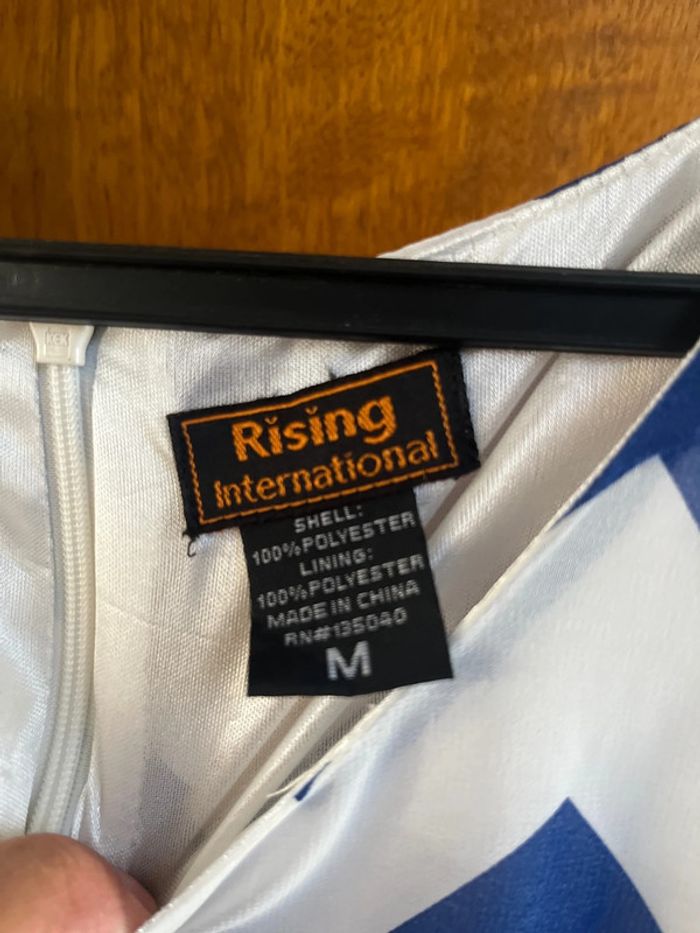 Rising
International
SHELL:
100%POLYESTER
LINING:
100%POLYESTER
MADE IN CHINA
RN#135040
M